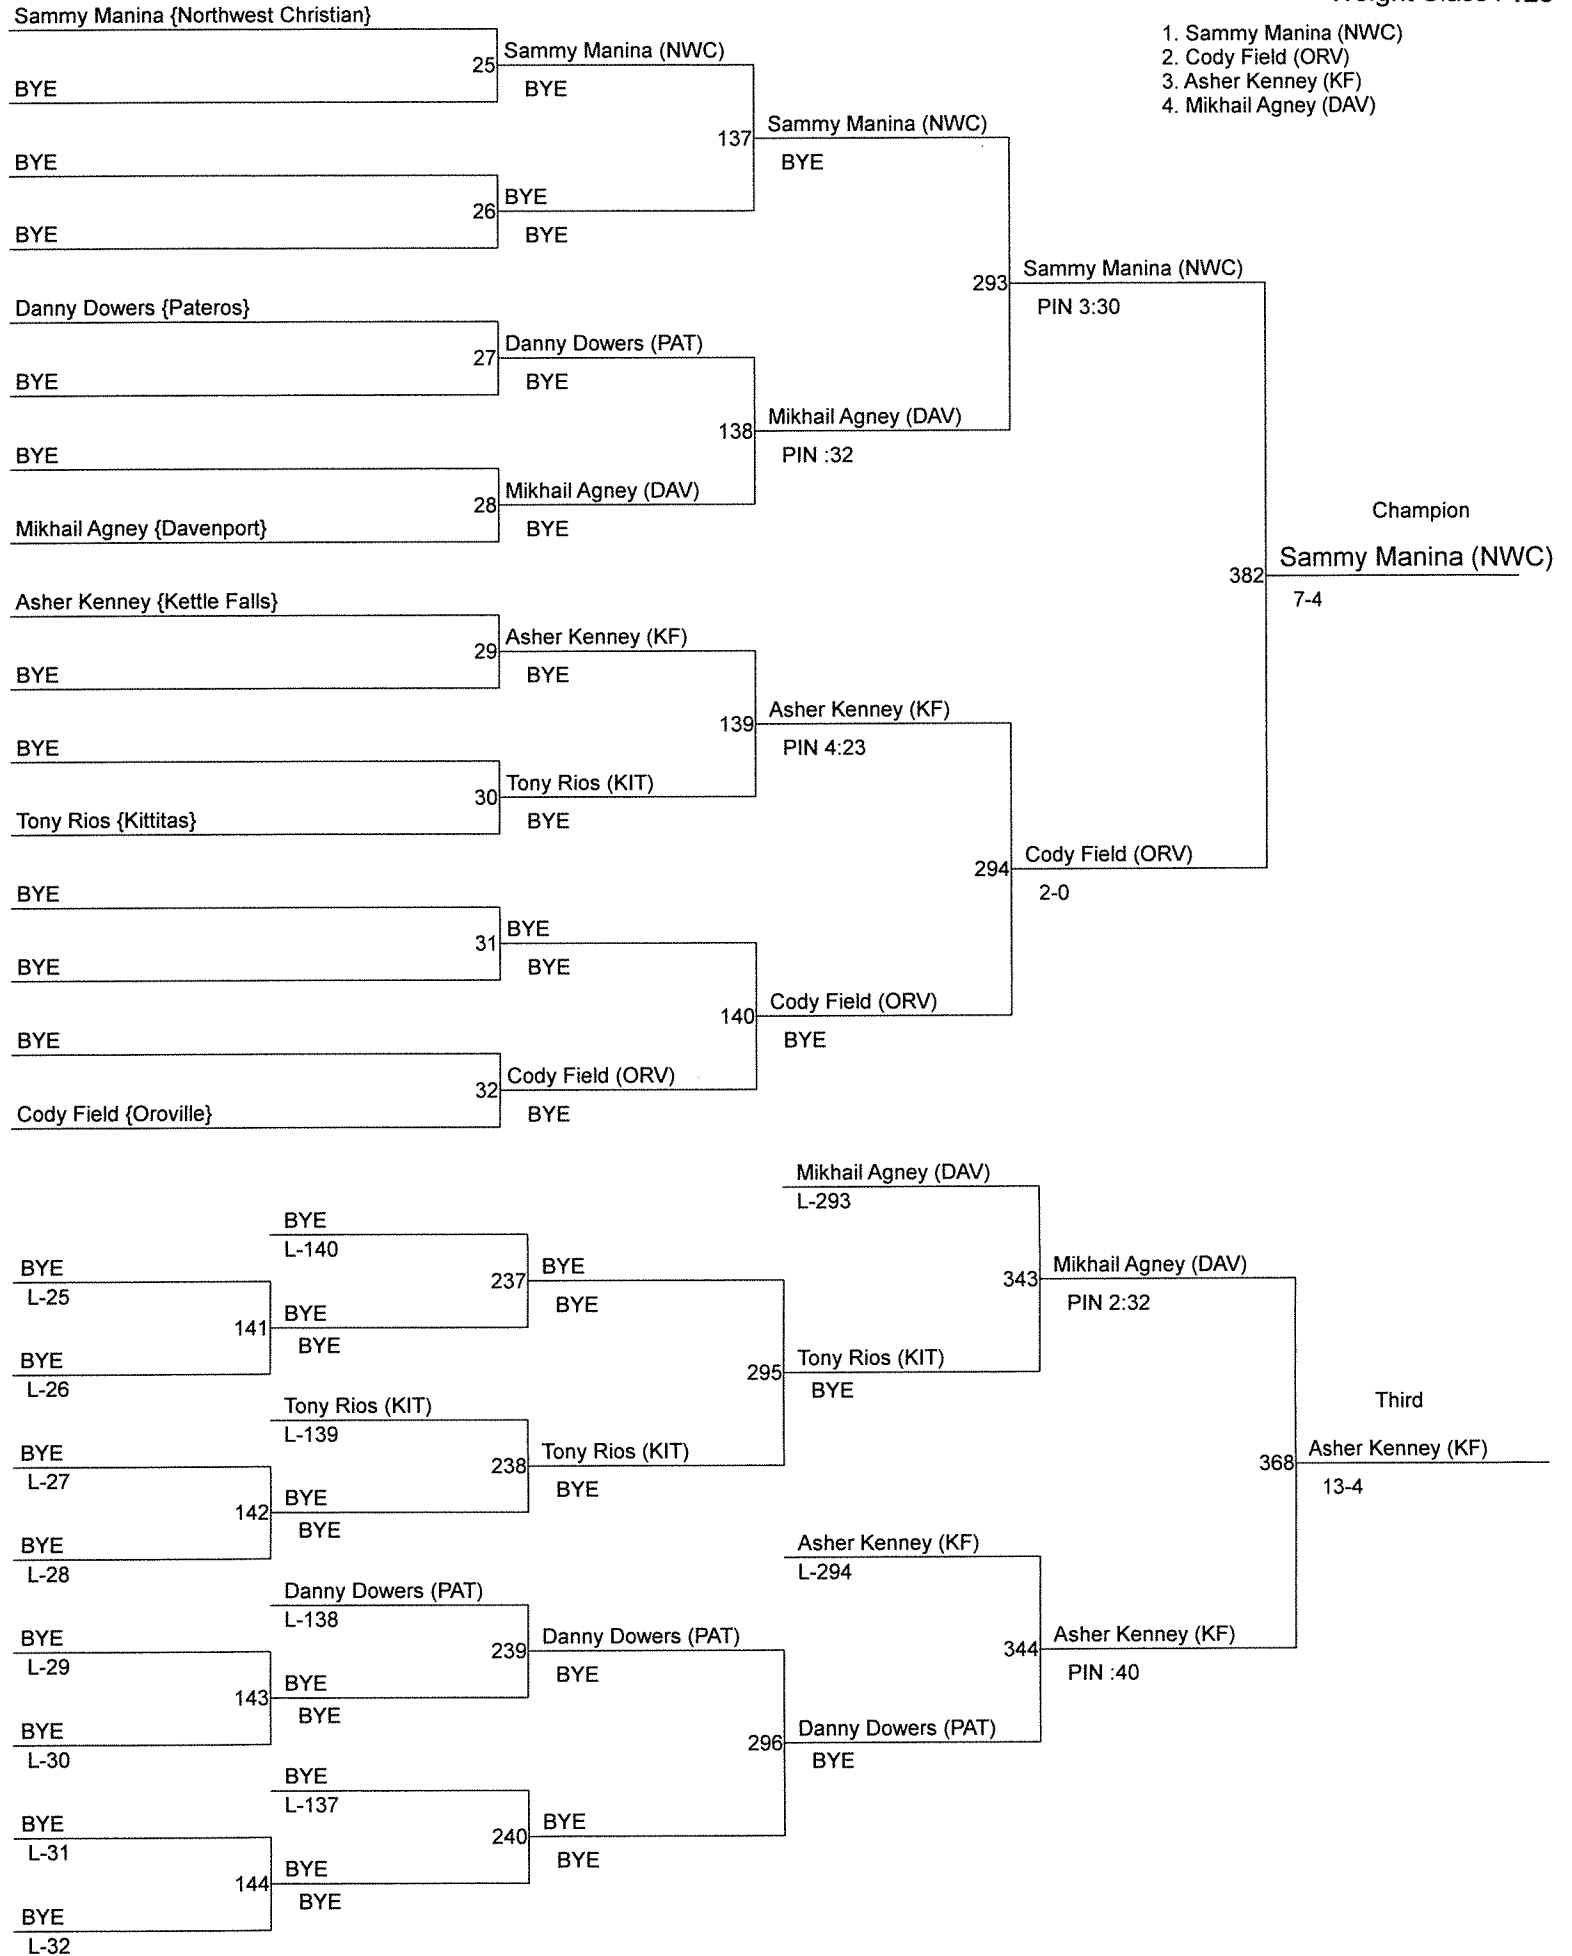 Sammy Manina {Northwest Christian}
1. Sammy Manina (NWC)
2. Cody Field (ORV)
3. Asher Kenney (KF)
4. Mikhail Agney (DAV)
25 Sammy Manina (NWC)
BYE
BYE
137 Sammy Manina (NWC)
BYE
BYE
26 BYE
BYE
BYE
293 Sammy Manina (NWC)
PIN 3:30
Danny Dowers {Pateros}
27 Danny Dowers (PAT)
BYE
BYE
138 Mikhail Agney (DAV)
PIN :32
BYE
28 Mikhail Agney (DAV)
BYE
Mikhail Agney {Davenport}
Champion
382 Sammy Manina (NWC)
7-4
Asher Kenney {Kettle Falls}
29 Asher Kenney (KF)
BYE
BYE
139 Asher Kenney (KF)
PIN 4:23
BYE
30 Tony Rios (KIT)
BYE
Tony Rios {Kittitas}
294 Cody Field (ORV)
2-0
BYE
31 BYE
BYE
BYE
140 Cody Field (ORV)
BYE
BYE
32 Cody Field (ORV)
BYE
Cody Field {Oroville}
Mikhail Agney (DAV)
L-293
BYE
L-140
237 BYE
BYE
BYE
L-25
141 BYE
BYE
BYE
L-26
343 Mikhail Agney (DAV)
PIN 2:32
295 Tony Rios (KIT)
BYE
Tony Rios (KIT)
L-139
238 Tony Rios (KIT)
BYE
BYE
L-27
142 BYE
BYE
BYE
L-28
Third
368 Asher Kenney (KF)
13-4
Asher Kenney (KF)
L-294
Danny Dowers (PAT)
L-138
239 Danny Dowers (PAT)
BYE
BYE
L-29
143 BYE
BYE
BYE
L-30
344 Asher Kenney (KF)
PIN :40
296 Danny Dowers (PAT)
BYE
BYE
L-137
240 BYE
BYE
BYE
L-31
144 BYE
BYE
BYE
L-32